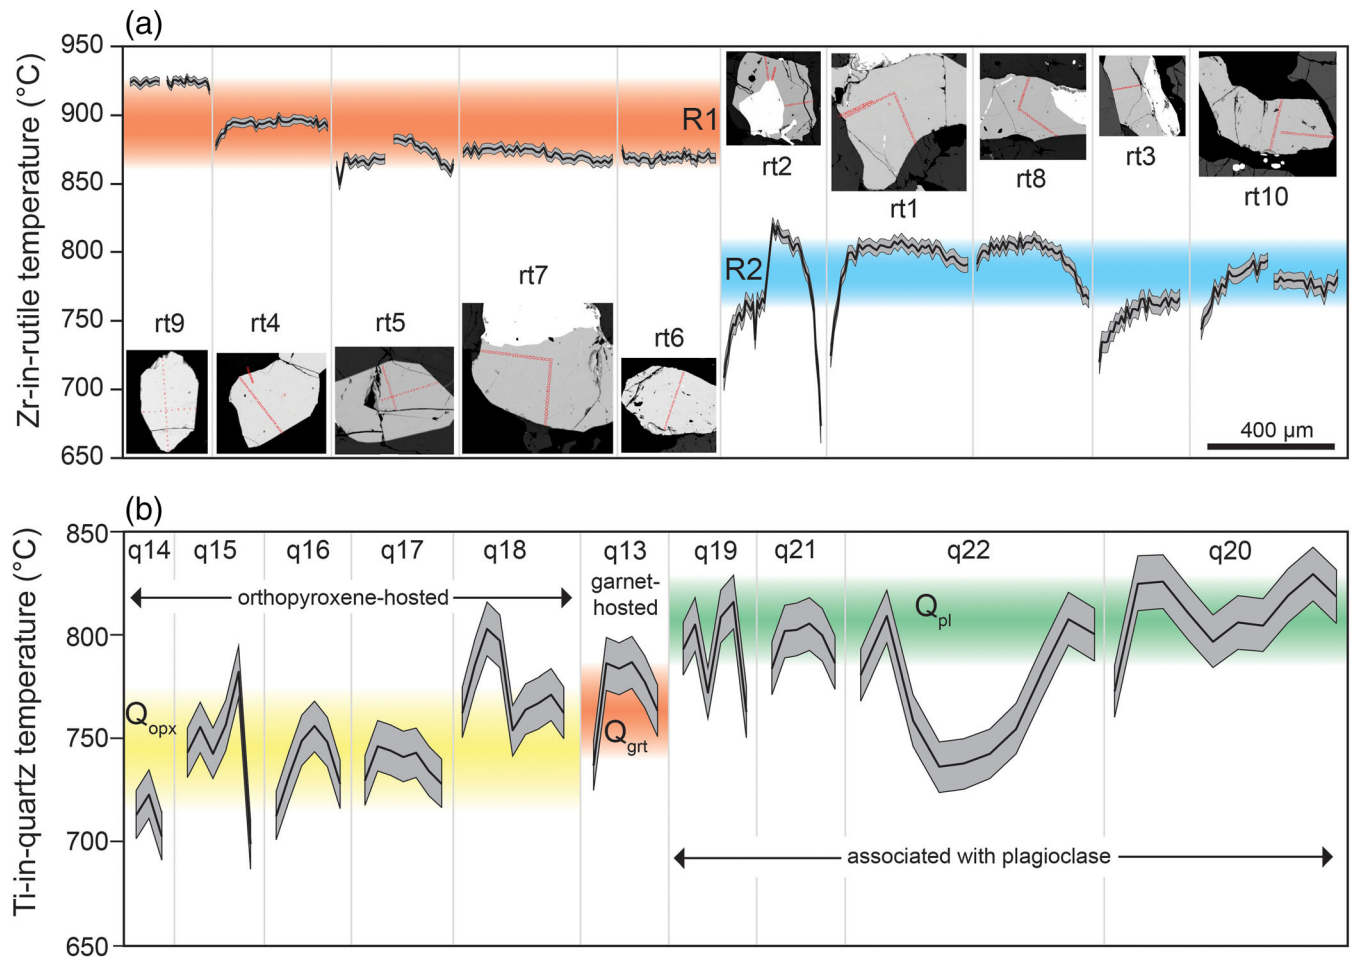 (a)
Zr-in-rutile temperature (°C)
950
900
850
800
750
700
650
R1
R2
rt9
rt4
rt5
rt7
rt6
rt2
rt1
rt8
rt3
rt10
400 µm
(b)
Ti-in-quartz temperature (°C)
850
800
750
700
650
q14
q15
q16
q17
q18
q13
q19
q21
q22
q20
orthopyroxene-hosted
garnet-
hosted
Qopx
Qgrt
Qpl
associated with plagioclase